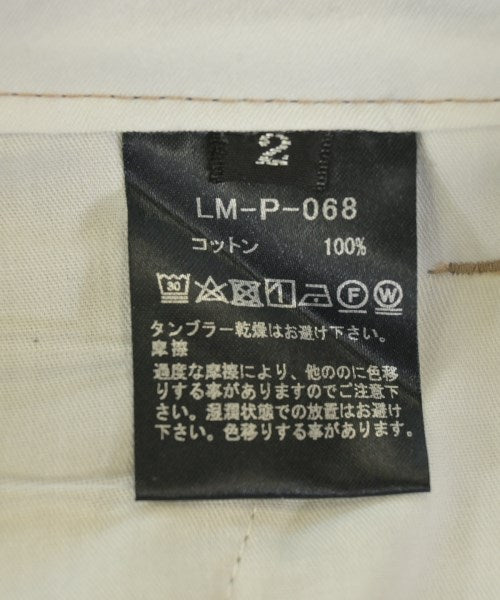 2
LM-P-068
コットン 100%
30 F W
タンブラー乾燥はお避け下さい。
摩擦
過度な摩擦により、他ののに色移
りする事がありますのでご注意下
さい。湿潤状態での放置はお避け
下さい。色移りする事があります。